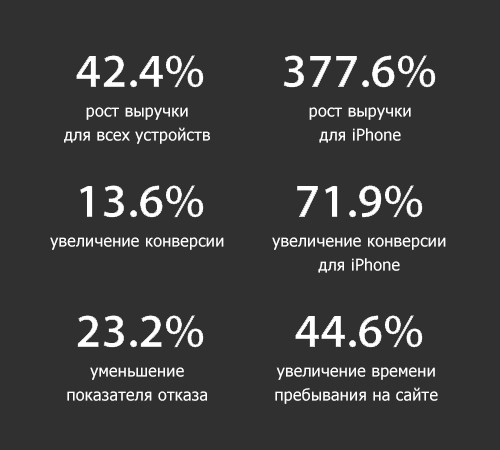 42.4%
рост выручки
для всех устройств
377.6%
рост выручки
для iPhone
13.6%
увеличение конверсии
71.9%
увеличение конверсии
для iPhone
23.2%
уменьшение
показателя отказа
44.6%
увеличение времени
пребывания на сайте